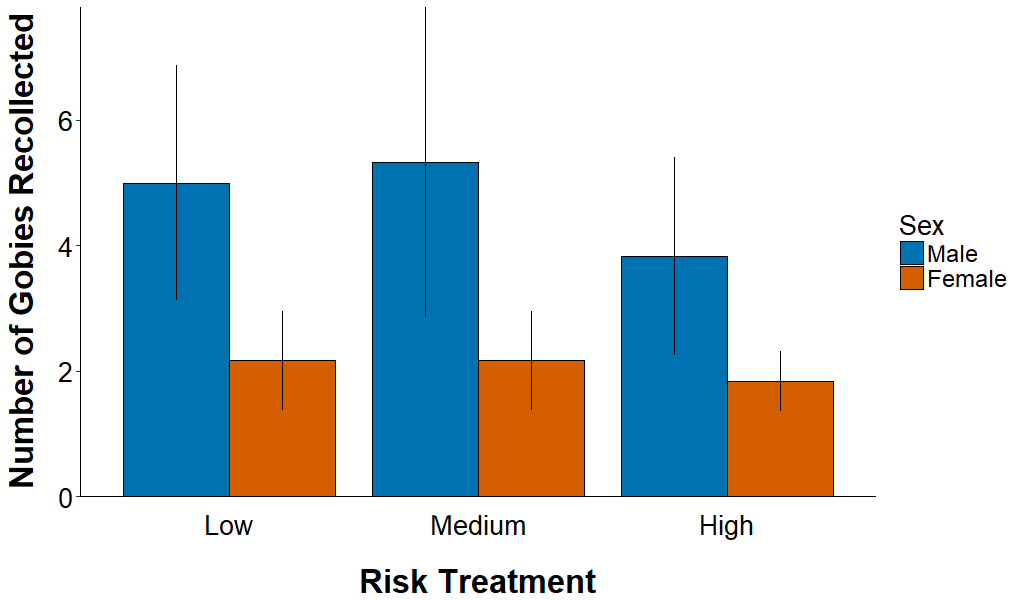 Number of Gobies Recollected
6
4
2
0
Low Medium High
Risk Treatment
Sex
Male
Female